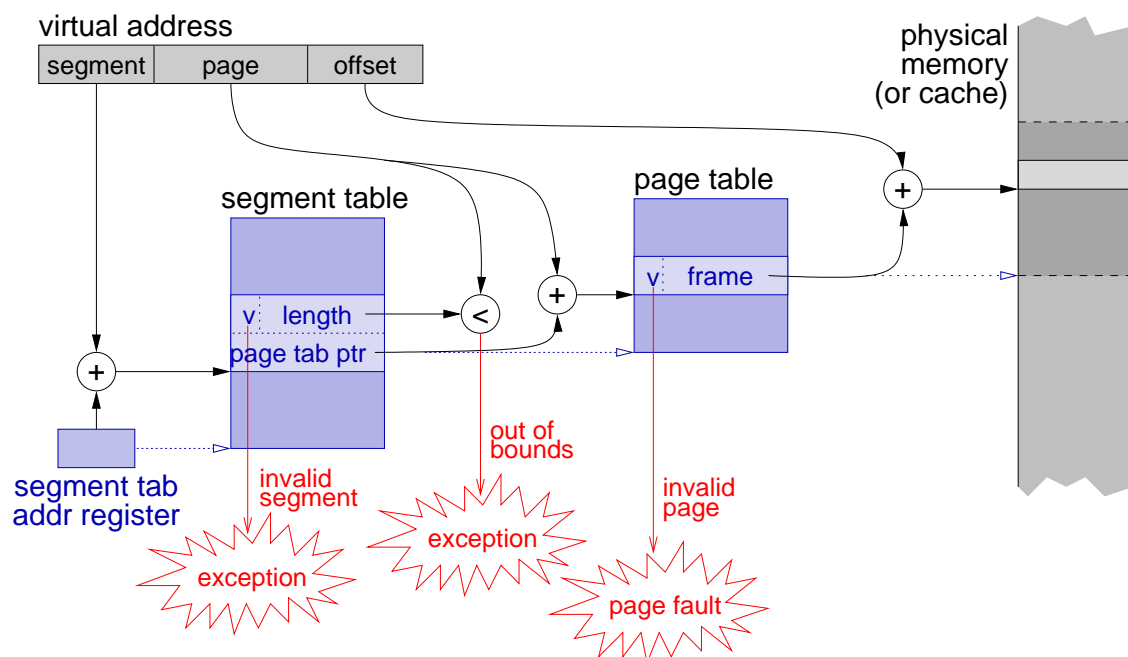 virtual address
segment
page
offset
physical
memory
(or cache)
+
segment table
page table
v
frame
+
v
length
<
page tab ptr
+
out of
bounds
segment tab
addr register
invalid
segment
invalid
page
exception
exception
page fault